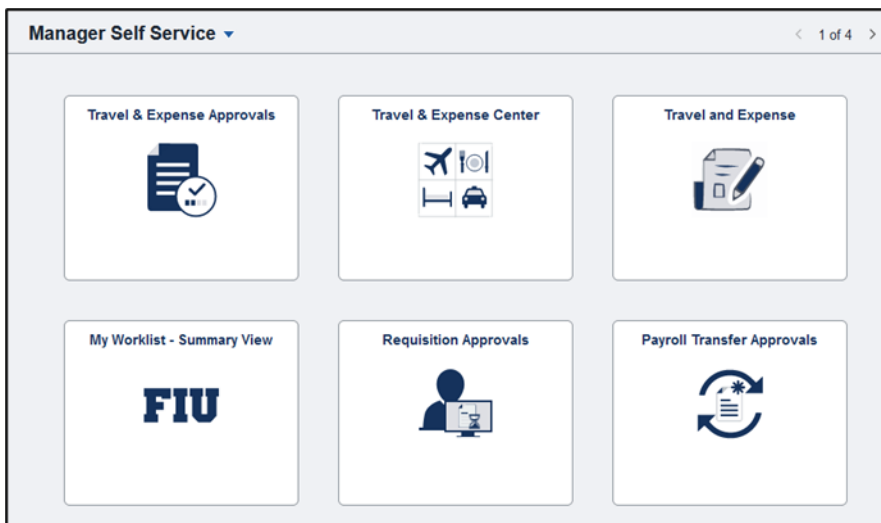 Manager Self Service
1 of 4
Travel & Expense Approvals
Travel & Expense Center
Travel and Expense
My Worklist - Summary View
Requisition Approvals
Payroll Transfer Approvals
FIU